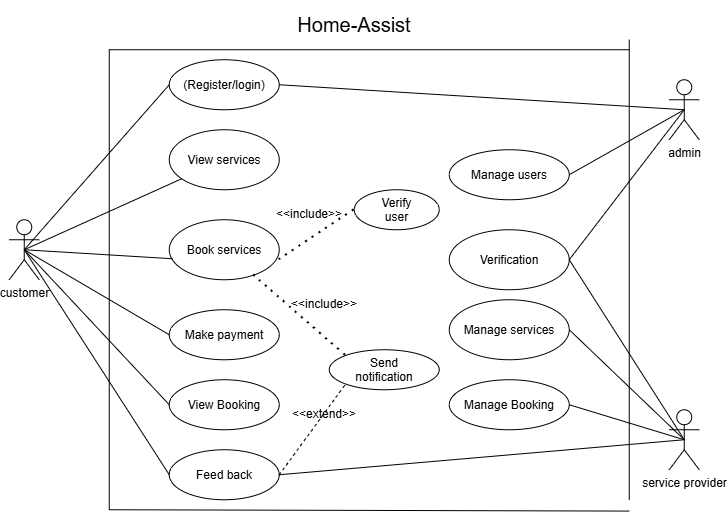 Home-Assist
(Register/login)
View services
Manage users
admin
Verify
user
<<include>>
Book services
Verification
customer
<<include>>
Make payment
Manage services
Send
notification
View Booking
<<extend>>
Manage Booking
Feed back
service provider